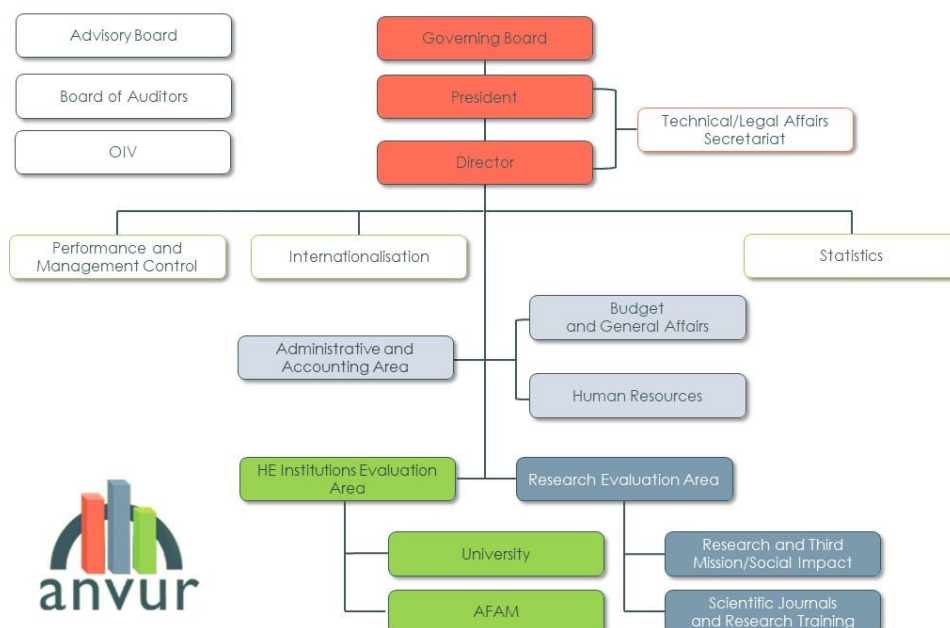 Advisory Board
Governing Board
Board of Auditors
President
Technical/Legal Affairs
Secretariat
OIV
Director
Performance and
Management Control
Internationalisation
Statistics
Budget
and General Affairs
Administrative and
Accounting Area
Human Resources
HE Institutions Evaluation
Area
Research Evaluation Area
University
Research and Third
Mission/Social Impact
AFAM
Scientific Journals
and Research Training
anvur